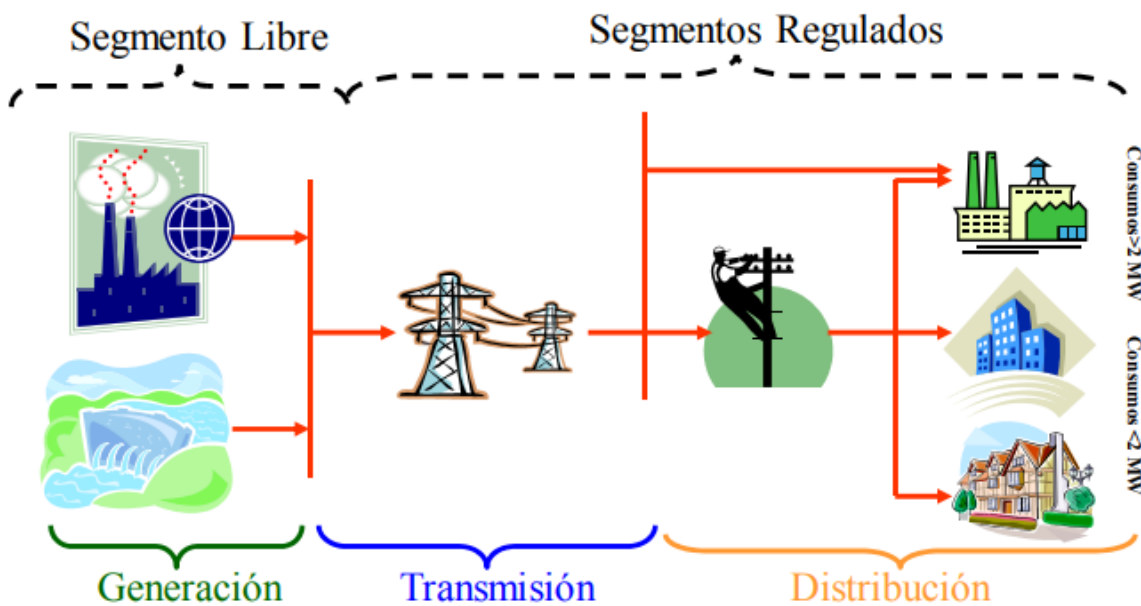 Segmento Libre
Segmentos Regulados
Consumos>2 MW
Consumos <2 MW
Generación
Transmisión
Distribución